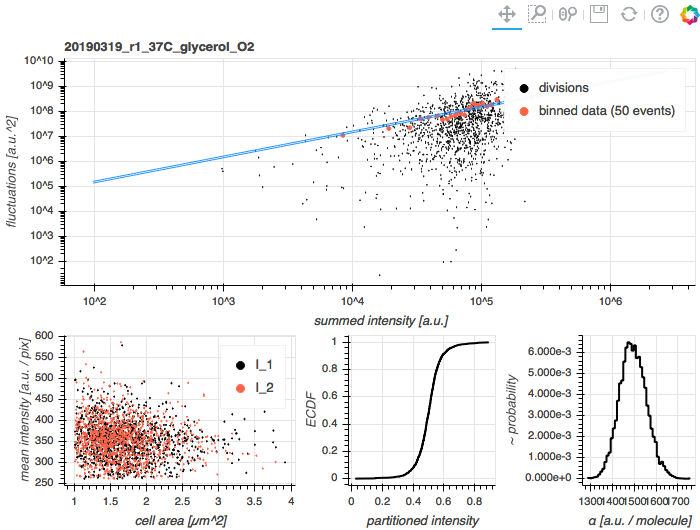 20190319_r1_37C_glycerol_O2
10^10
10^9
10^8
10^7
10^6
10^5
10^4
10^3
10^2
fluctuations [a.u.^2]
divisions
binned data (50 events)
10^2 10^3 10^4 10^5 10^6
summed intensity [a.u.]
600
550
500
450
400
350
300
250
mean intensity [a.u. / pix]
I_1
I_2
1 1.5 2 2.5 3 3.5 4
cell area [µm^2]
1
0.8
0.6
0.4
0.2
0
ECDF
0 0.2 0.4 0.6 0.8
partitioned intensity
6.000e-3
5.000e-3
4.000e-3
3.000e-3
2.000e-3
1.000e-3
0.000e+0
~ probability
1300 1400 1500 1600 1700
α [a.u. / molecule]